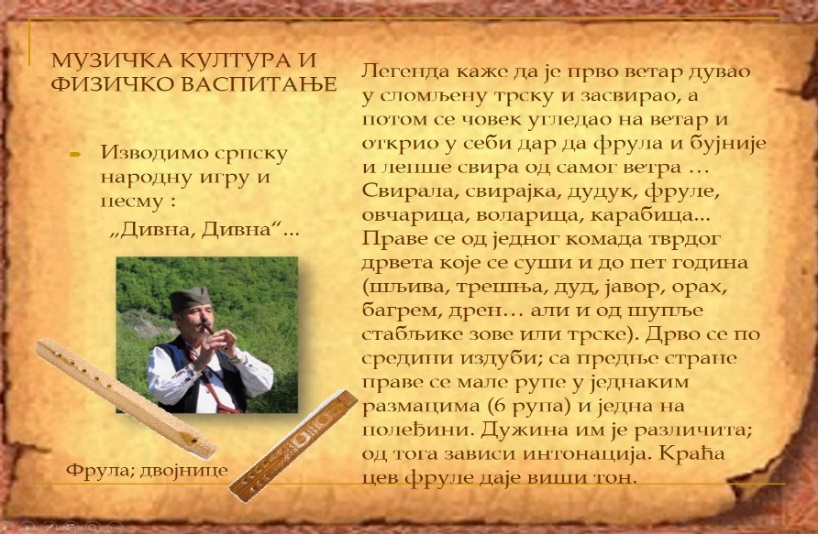 МУЗИЧКА КУЛТУРА И
ФИЗИЧКО ВАСПИТАЊЕ
Изводимо српску
народну игру и
песму :
„Дивна, Дивна“...
Фрула; двојнице
Легенда каже да је прво ветар дувао
у сломљену трску и засвирао, а
потом се човек угледао на ветар и
открио у себи дар да фрула и бујније
и лепше свира од самог ветра …
Свирала, свирајка, дудук, фруле,
овчарица, воларица, карабица...
Праве се од једног комада тврдог
дрвета које се суши и до пет година
(шљива, трешња, дуд, јавор, орах,
багрем, дрен… али и од шупље
стабљике зове или трске). Дрво се по
средини издуби; са предње стране
праве се мале рупе у једнаким
размацима (6 рупа) и једна на
полеђини. Дужина им је различита;
од тога зависи интонација. Краћа
цев фруле даје виши тон.